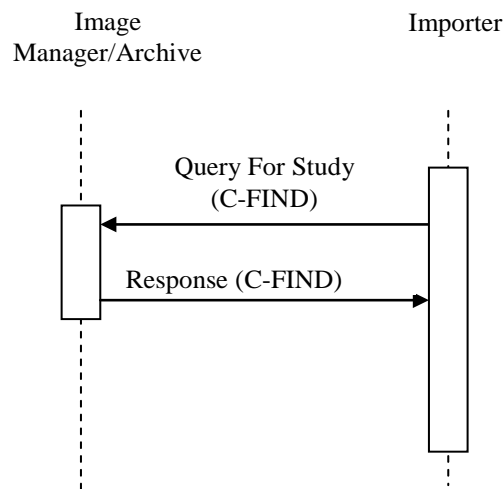 Image
Manager/Archive
Importer
Query For Study
(C-FIND)
Response (C-FIND)